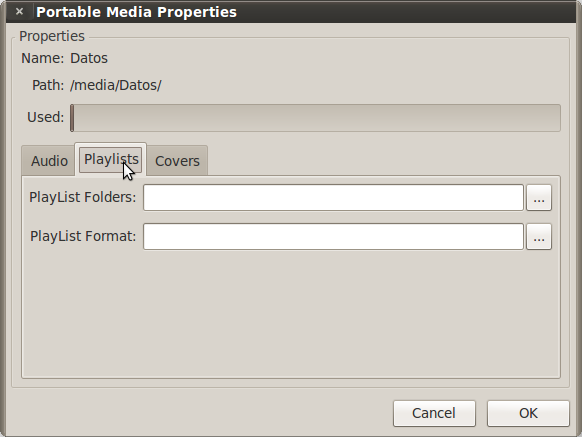 Portable Media Properties
Properties
Name: Datos
Path: /media/Datos/
Used:
Audio Playlists Covers
PlayList Folders: ...
PlayList Format: ...
Cancel OK